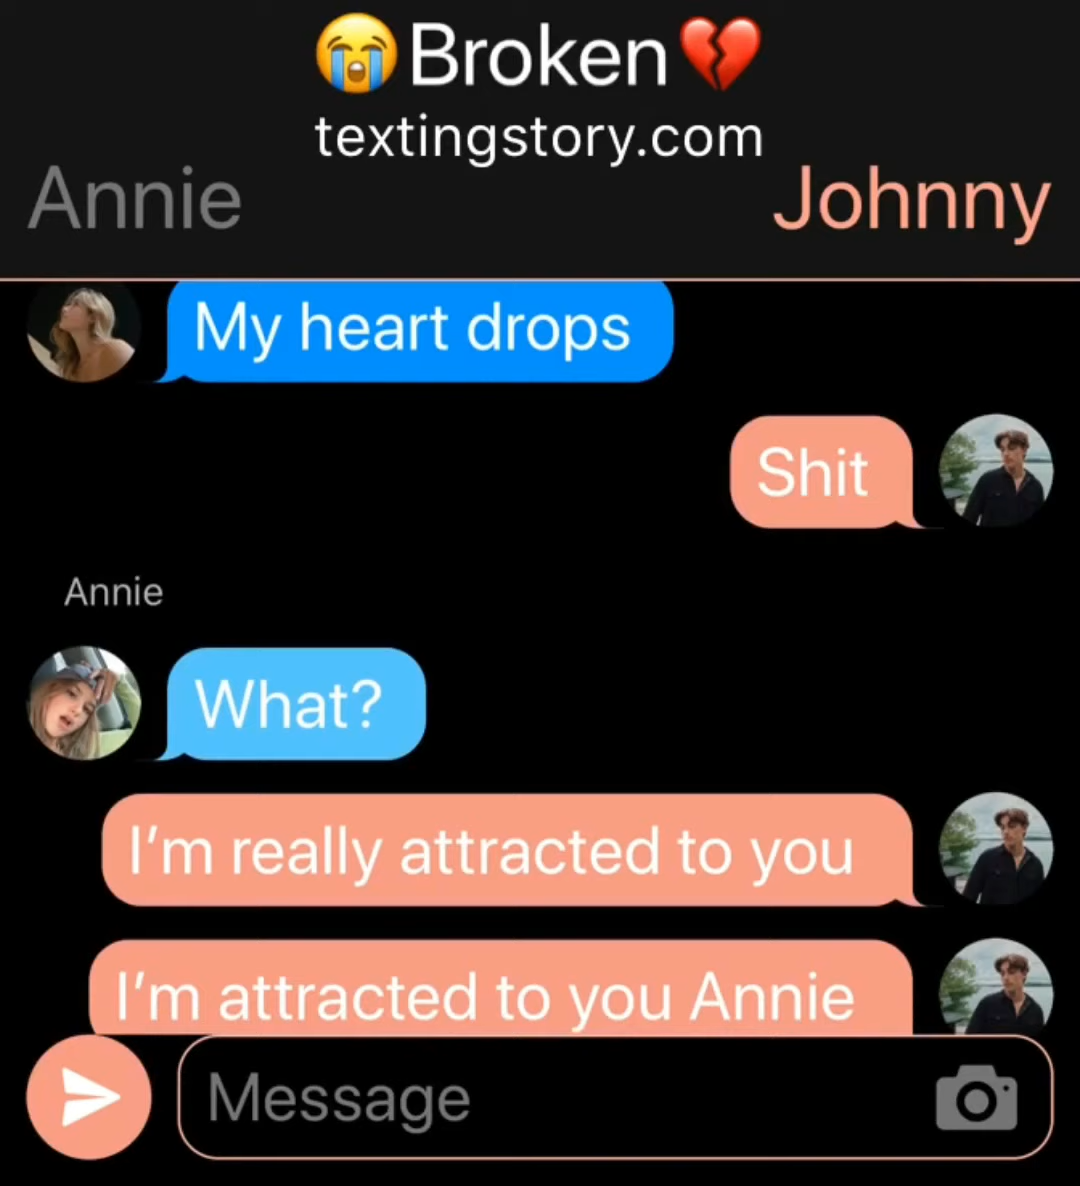 😭Broken💔
textingstory.com
Annie
Johnny
My heart drops
Shit
Annie
What?
I’m really attracted to you
I’m attracted to you Annie
Message